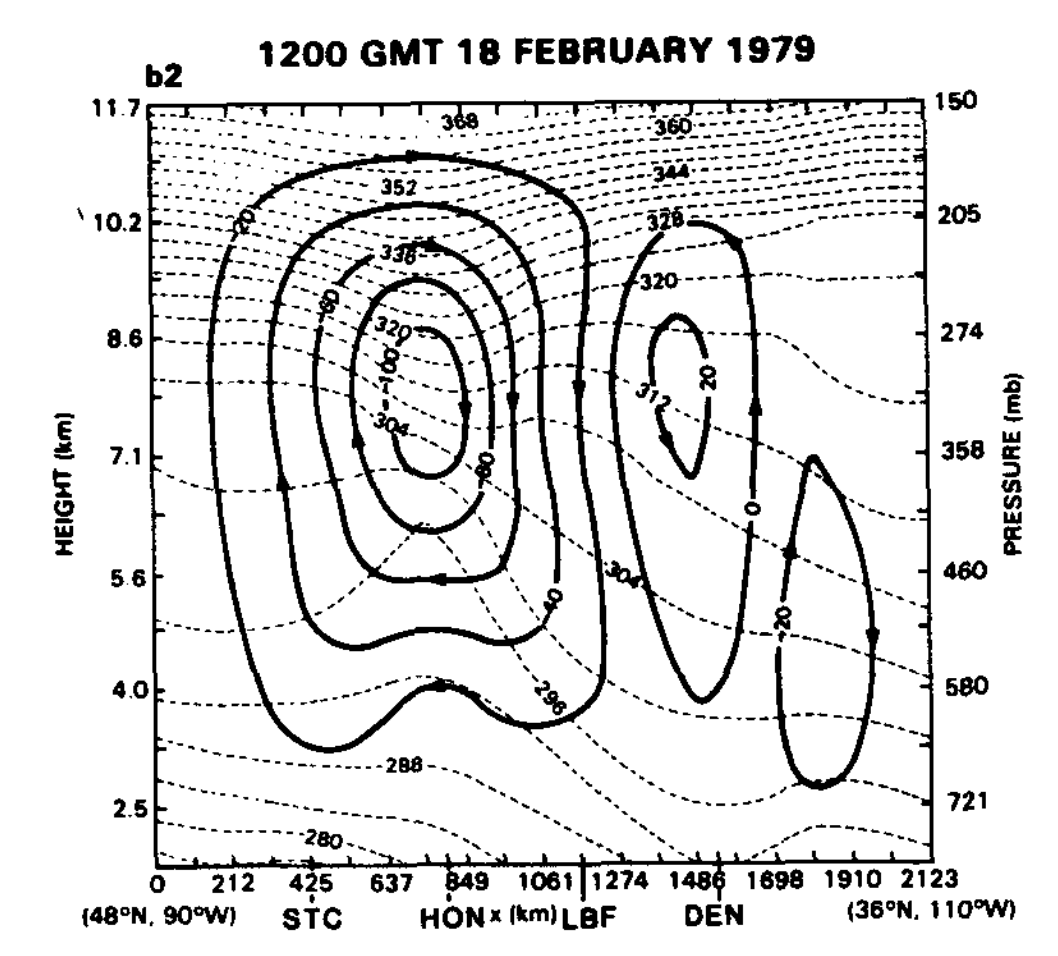 1200 GMT 18 FEBRUARY 1979
b2
11.7 150
368 360
344
352
10.2 20 328 205
336
320
60
8.6 320 274
100 20
312
304
7.1 358
80
0
HEIGHT (km) PRESSURE (mb)
5.6 304 460
40
-20
4.0 296 580
288
2.5 721
280
0 212 425 637 849 1061 1274 1486 1698 1910 2123
(48°N, 90°W) STC HON x (km) LBF DEN (36°N, 110°W)